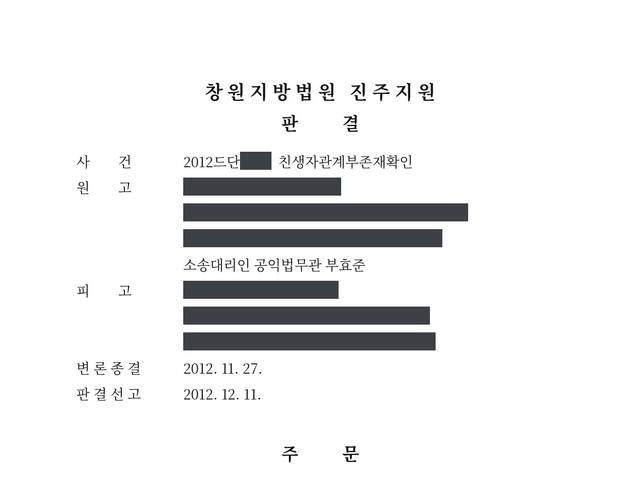 창원지방법원 진주지원
판 결
사 건 2012드단 친생자관계부존재확인
원 고
소송대리인 공익법무관 부효준
피 고
변론종결 2012. 11. 27.
판결선고 2012. 12. 11.
주 문